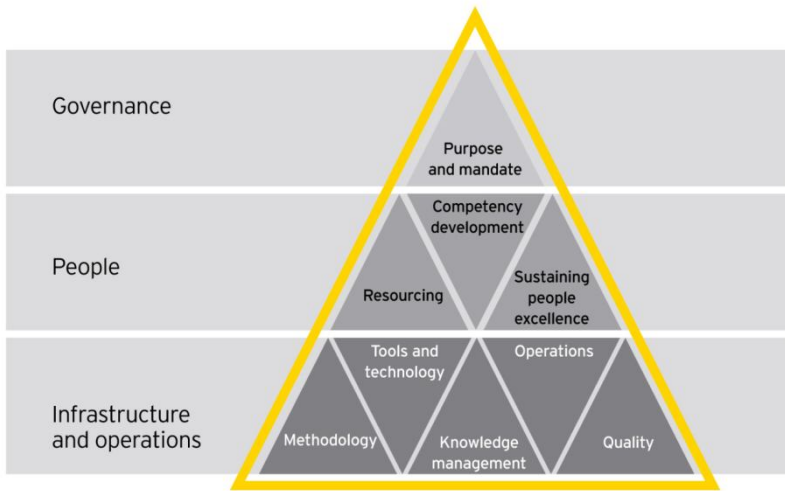 Governance
Purpose
and mandate
People
Competency
development
Resourcing
Sustaining
people
excellence
Infrastructure
and operations
Tools and
technology
Operations
Methodology
Knowledge
management
Quality